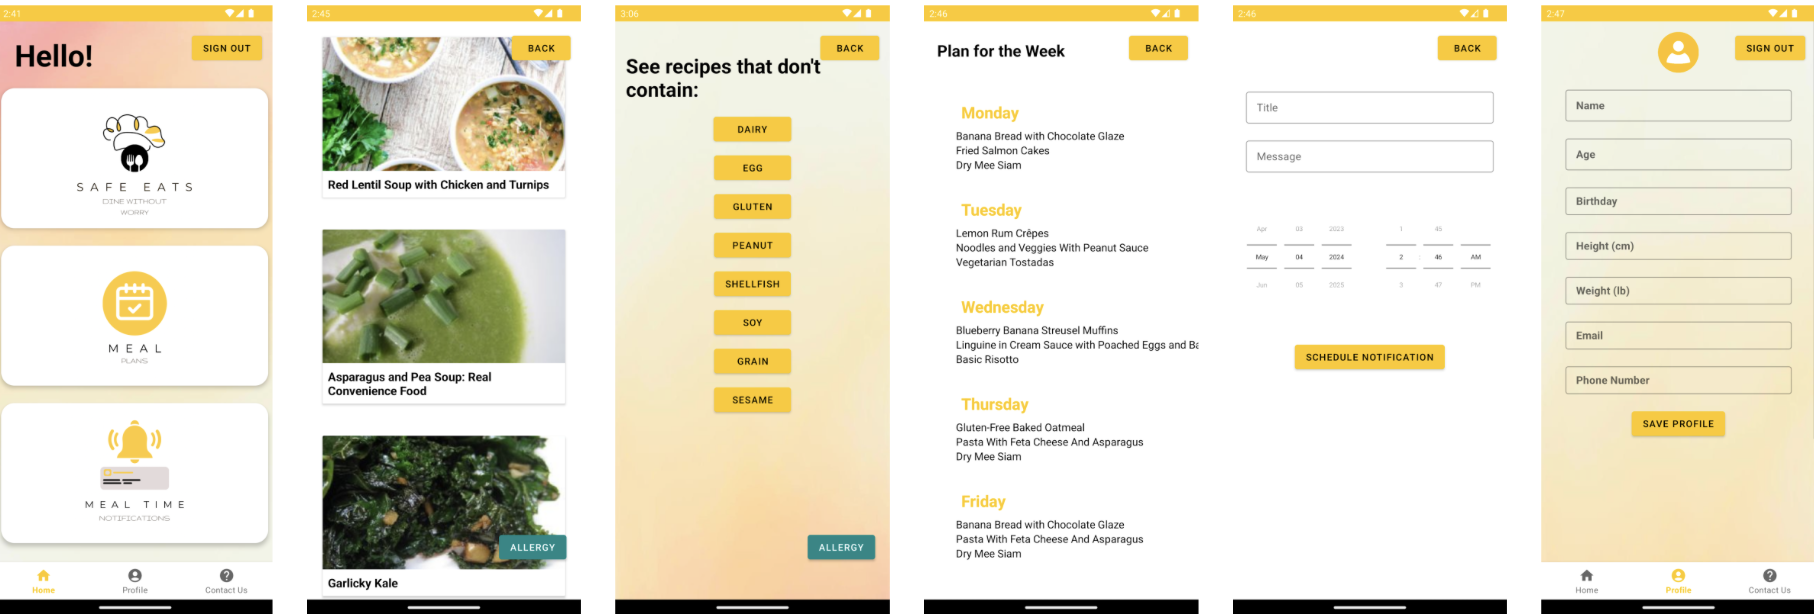 2:41
Hello!
SIGN OUT
SAFE EATS
DINE WITHOUT
WORRY
MEAL
PLANS
MEAL TIME
NOTIFICATIONS
Home
Profile
Contact Us
2:45
BACK
Red Lentil Soup with Chicken and Turnips
Asparagus and Pea Soup: Real
Convenience Food
ALLERGY
Garlicky Kale
3:06
BACK
See recipes that don't
contain:
DAIRY
EGG
GLUTEN
PEANUT
SHELLFISH
SOY
GRAIN
SESAME
ALLERGY
2:46
Plan for the Week
BACK
Monday
Banana Bread with Chocolate Glaze
Fried Salmon Cakes
Dry Mee Siam
Tuesday
Lemon Rum Crêpes
Noodles and Veggies With Peanut Sauce
Vegetarian Tostadas
Wednesday
Blueberry Banana Streusel Muffins
Linguine in Cream Sauce with Poached Eggs and Ba
Basic Risotto
Thursday
Gluten-Free Baked Oatmeal
Pasta With Feta Cheese And Asparagus
Dry Mee Siam
Friday
Banana Bread with Chocolate Glaze
Pasta With Feta Cheese And Asparagus
Dry Mee Siam
2:46
BACK
Title
Message
Apr 03 2023 1 45
May 04 2024 2 : 46 AM
Jun 05 2025 3 47 PM
SCHEDULE NOTIFICATION
2:47
SIGN OUT
Name
Age
Birthday
Height (cm)
Weight (lb)
Email
Phone Number
SAVE PROFILE
Home
Profile
Contact Us